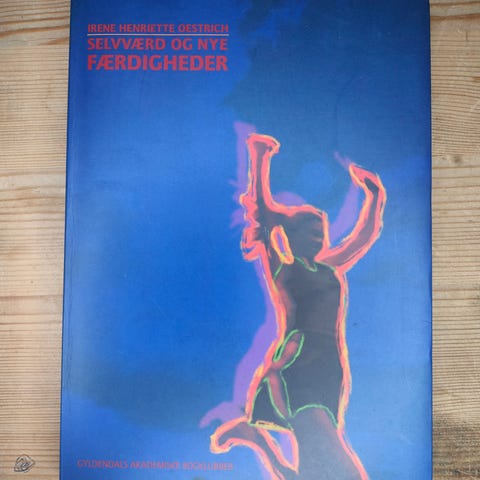 IRENE HENRIETTE OESTRICH
SELVVÆRD OG NYE
FÆRDIGHEDER
GYLDENDALS AKADEMISKE BOGKLUBBER